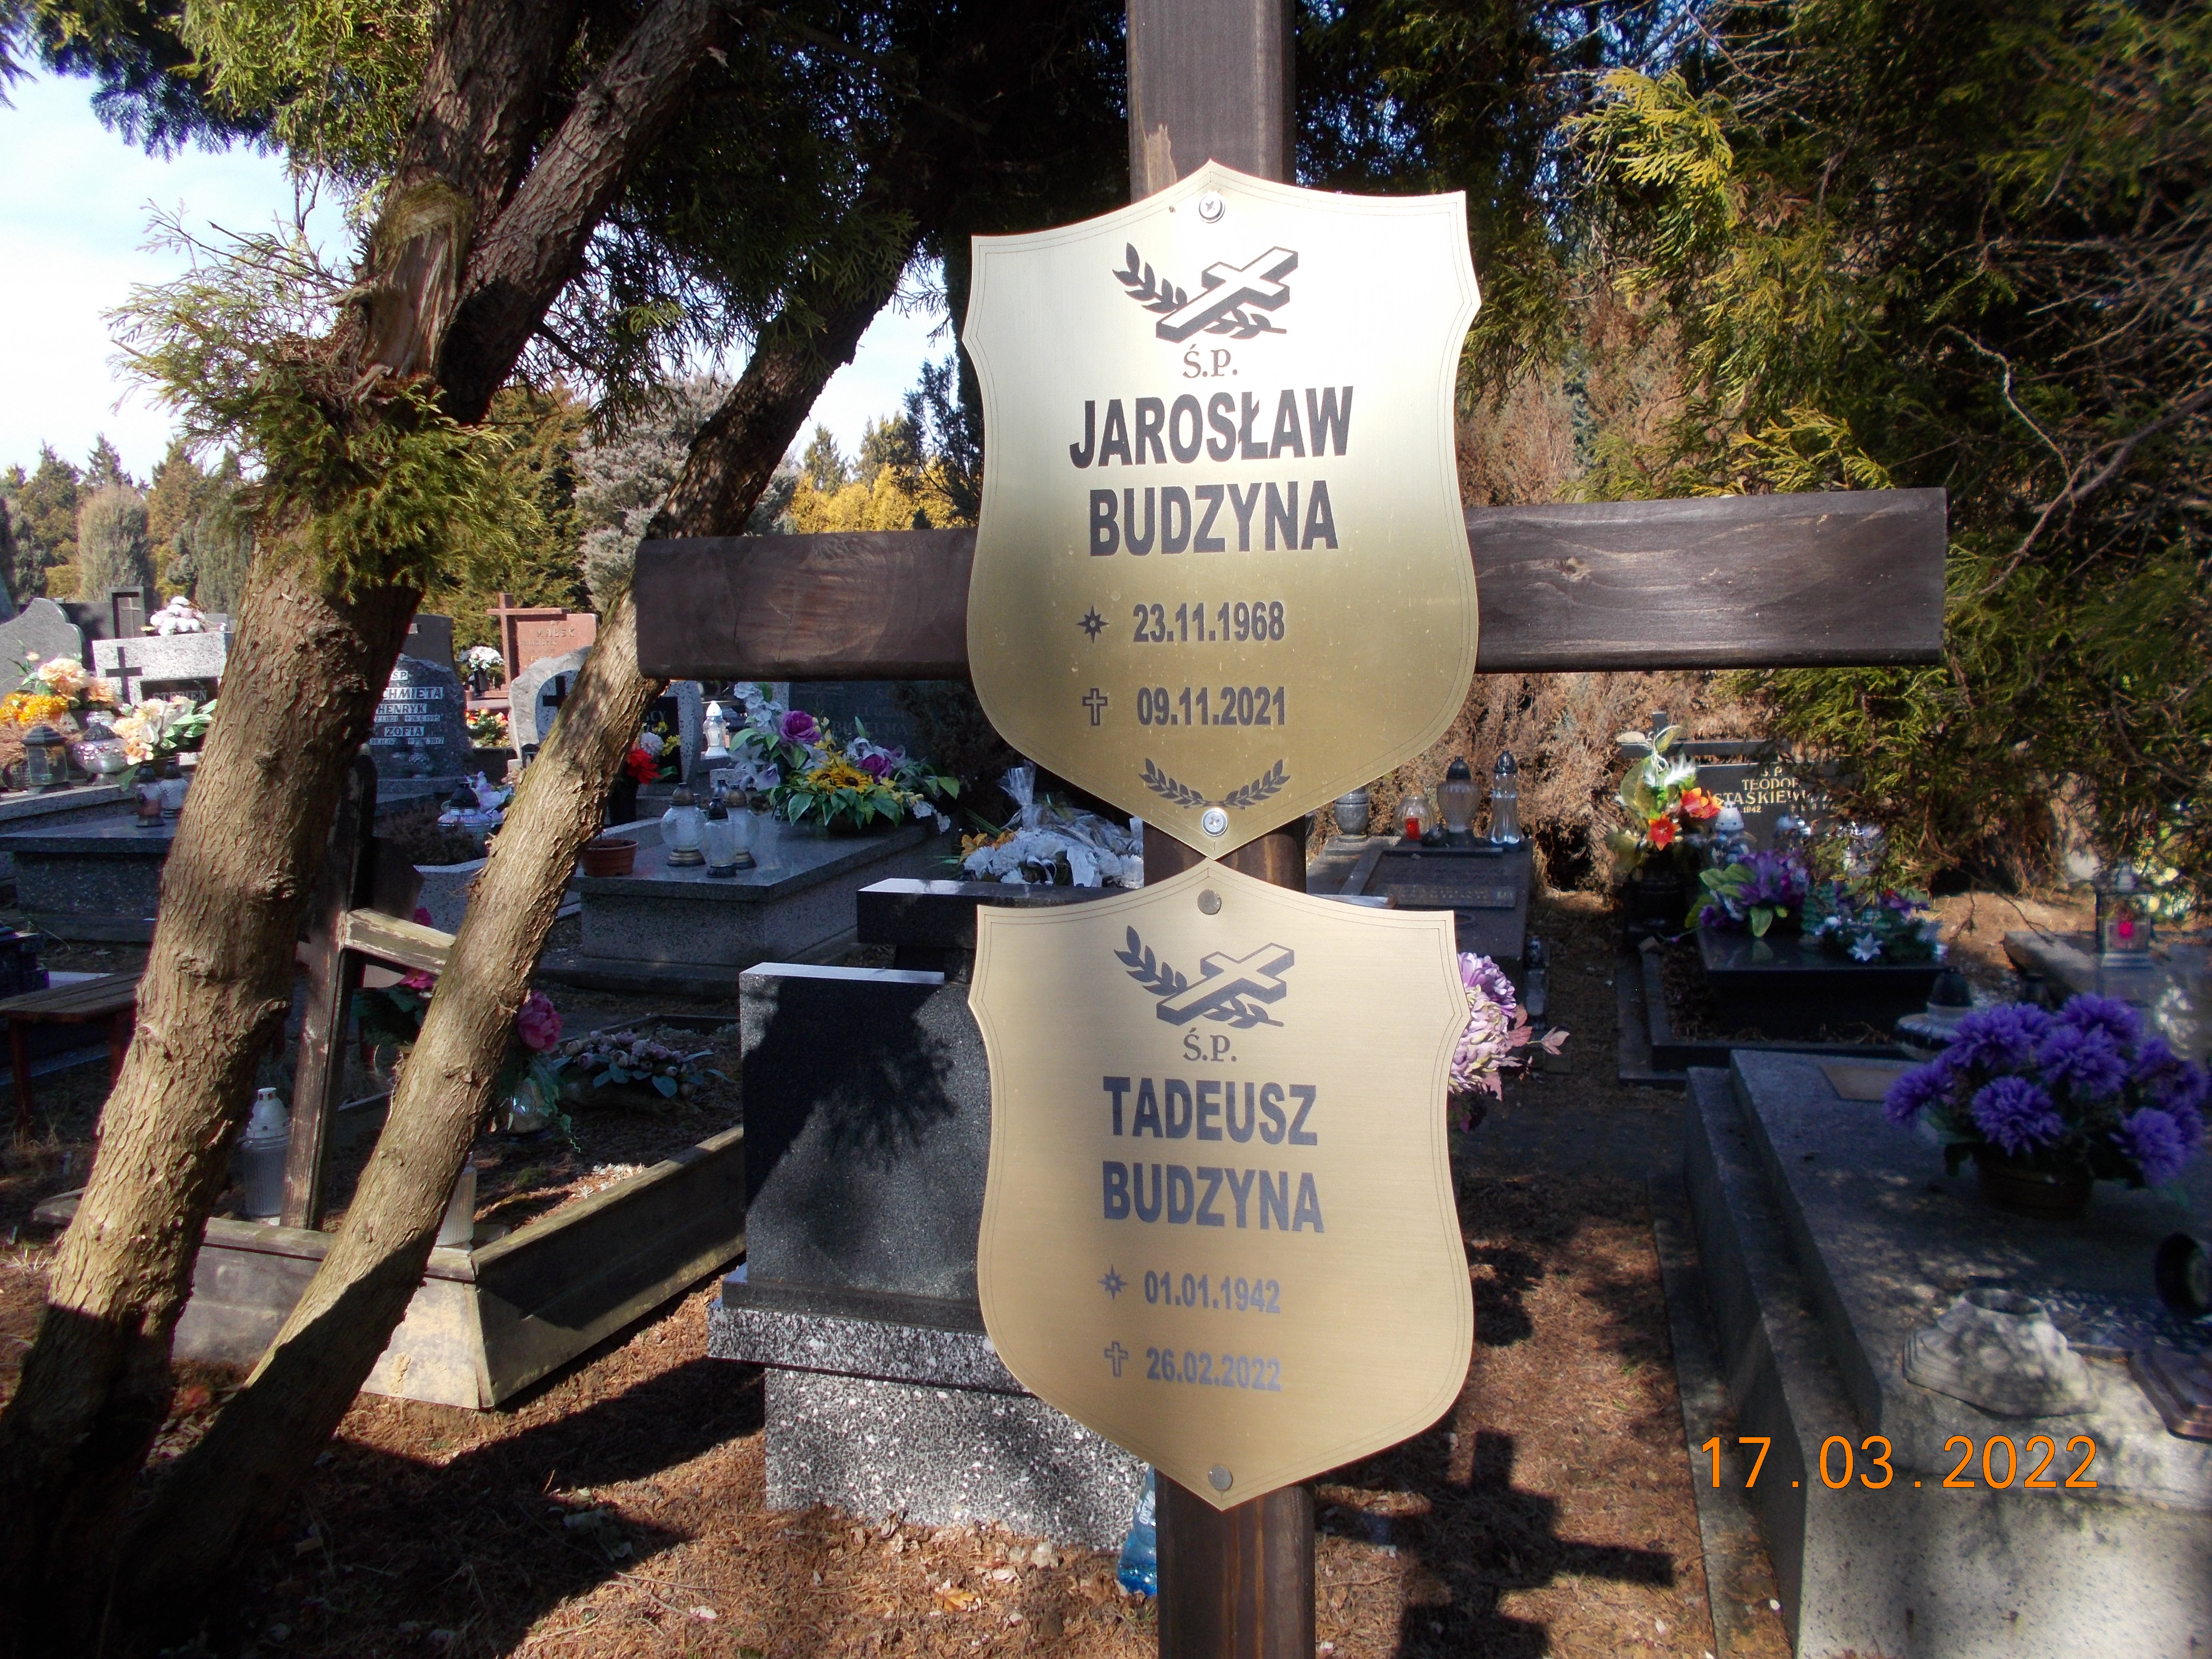 Ś.P.
JAROSŁAW
BUDZYNA
23.11.1968
09.11.2021
Ś.P.
TADEUSZ
BUDZYNA
01.01.1942
26.02.2022
HENRYK
ZOFIA
TEODOR
1942
17.03.2022